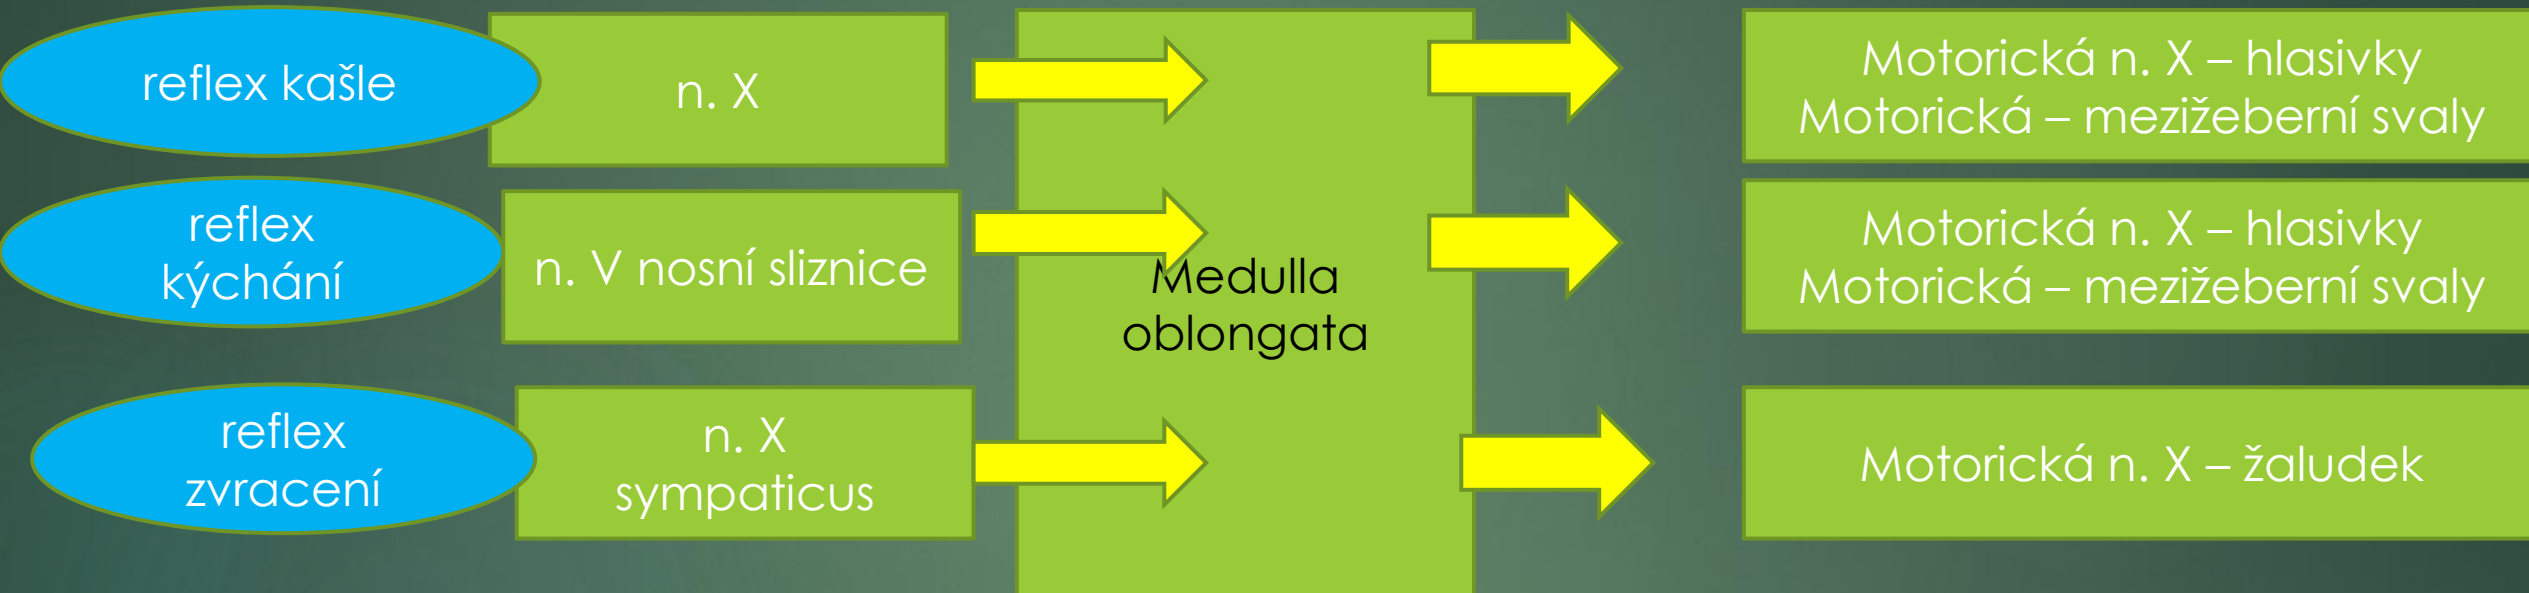 reflex kašle
n. X
Motorická n. X – hlasivky
Motorická – mezižeberní svaly
reflex
kýchání
n. V nosní sliznice
Medulla
oblongata
Motorická n. X – hlasivky
Motorická – mezižeberní svaly
reflex
zvracení
n. X
sympaticus
Motorická n. X – žaludek